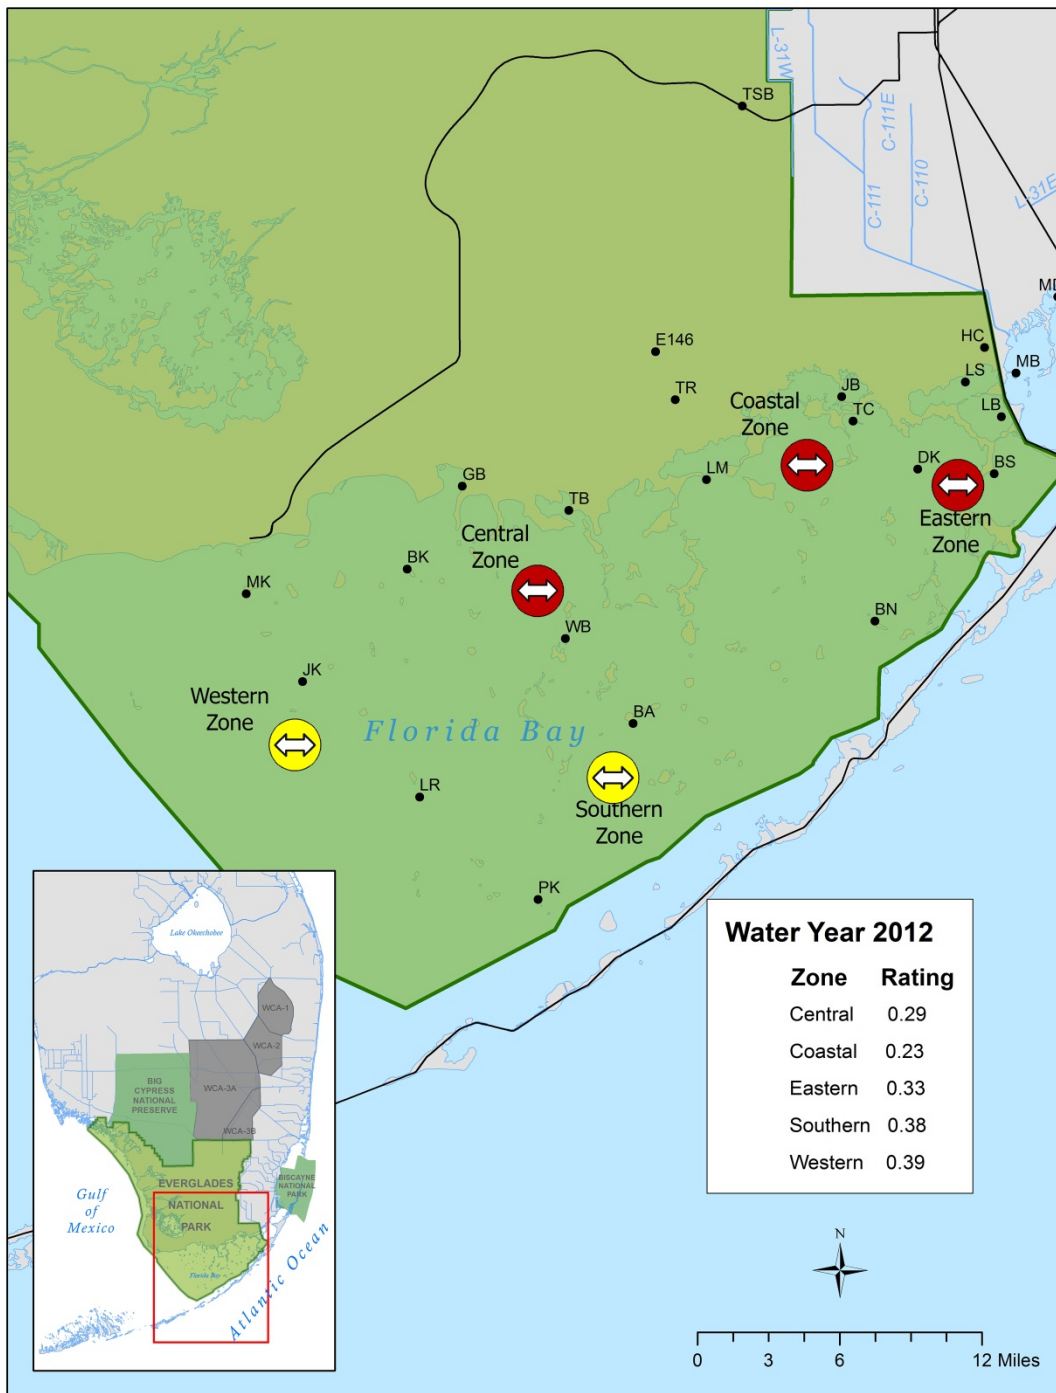 L-31W
TSB
C-111E
C-111
C-110
L-31E
MD
E146
HC
MB
TR
LS
JB
Coastal
Zone
TC
LB
GB
LM
DK
BS
TB
Eastern
Zone
Central
Zone
BK
MK
WB
BN
JK
Western
Zone
BA
Florida Bay
LR
Southern
Zone
PK
Water Year 2012
Zone Rating
Central 0.29
Coastal 0.23
Eastern 0.33
Southern 0.38
Western 0.39
N
0 3 6 12 Miles
Lake Okeechobee
WCA-1
WCA-2
BIG
CYPRESS
NATIONAL
PRESERVE
WCA-3A
WCA-3B
EVERGLADES
NATIONAL
PARK
BISCAYNE
NATIONAL
PARK
Gulf
of
Mexico
Florida Bay
Atlantic Ocean